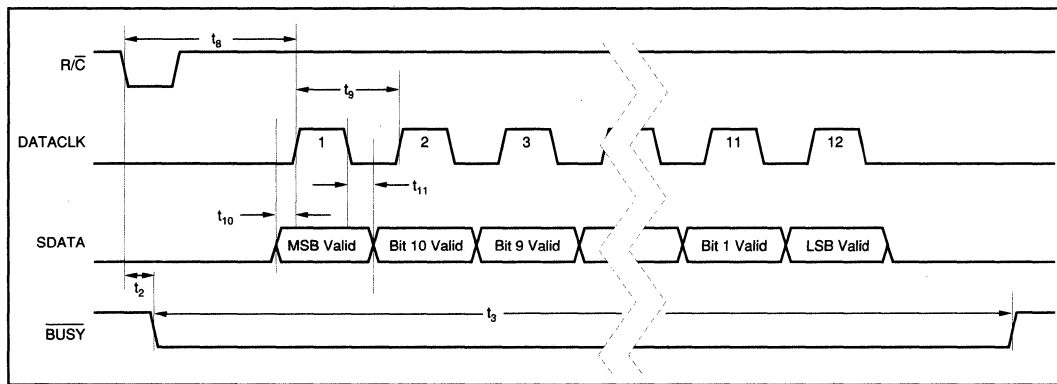 t8
R/C̅
t9
DATACLK
1
2
3
11
12
t11
t10
SDATA
MSB Valid
Bit 10 Valid
Bit 9 Valid
Bit 1 Valid
LSB Valid
t2
t3
B̅U̅S̅Y̅